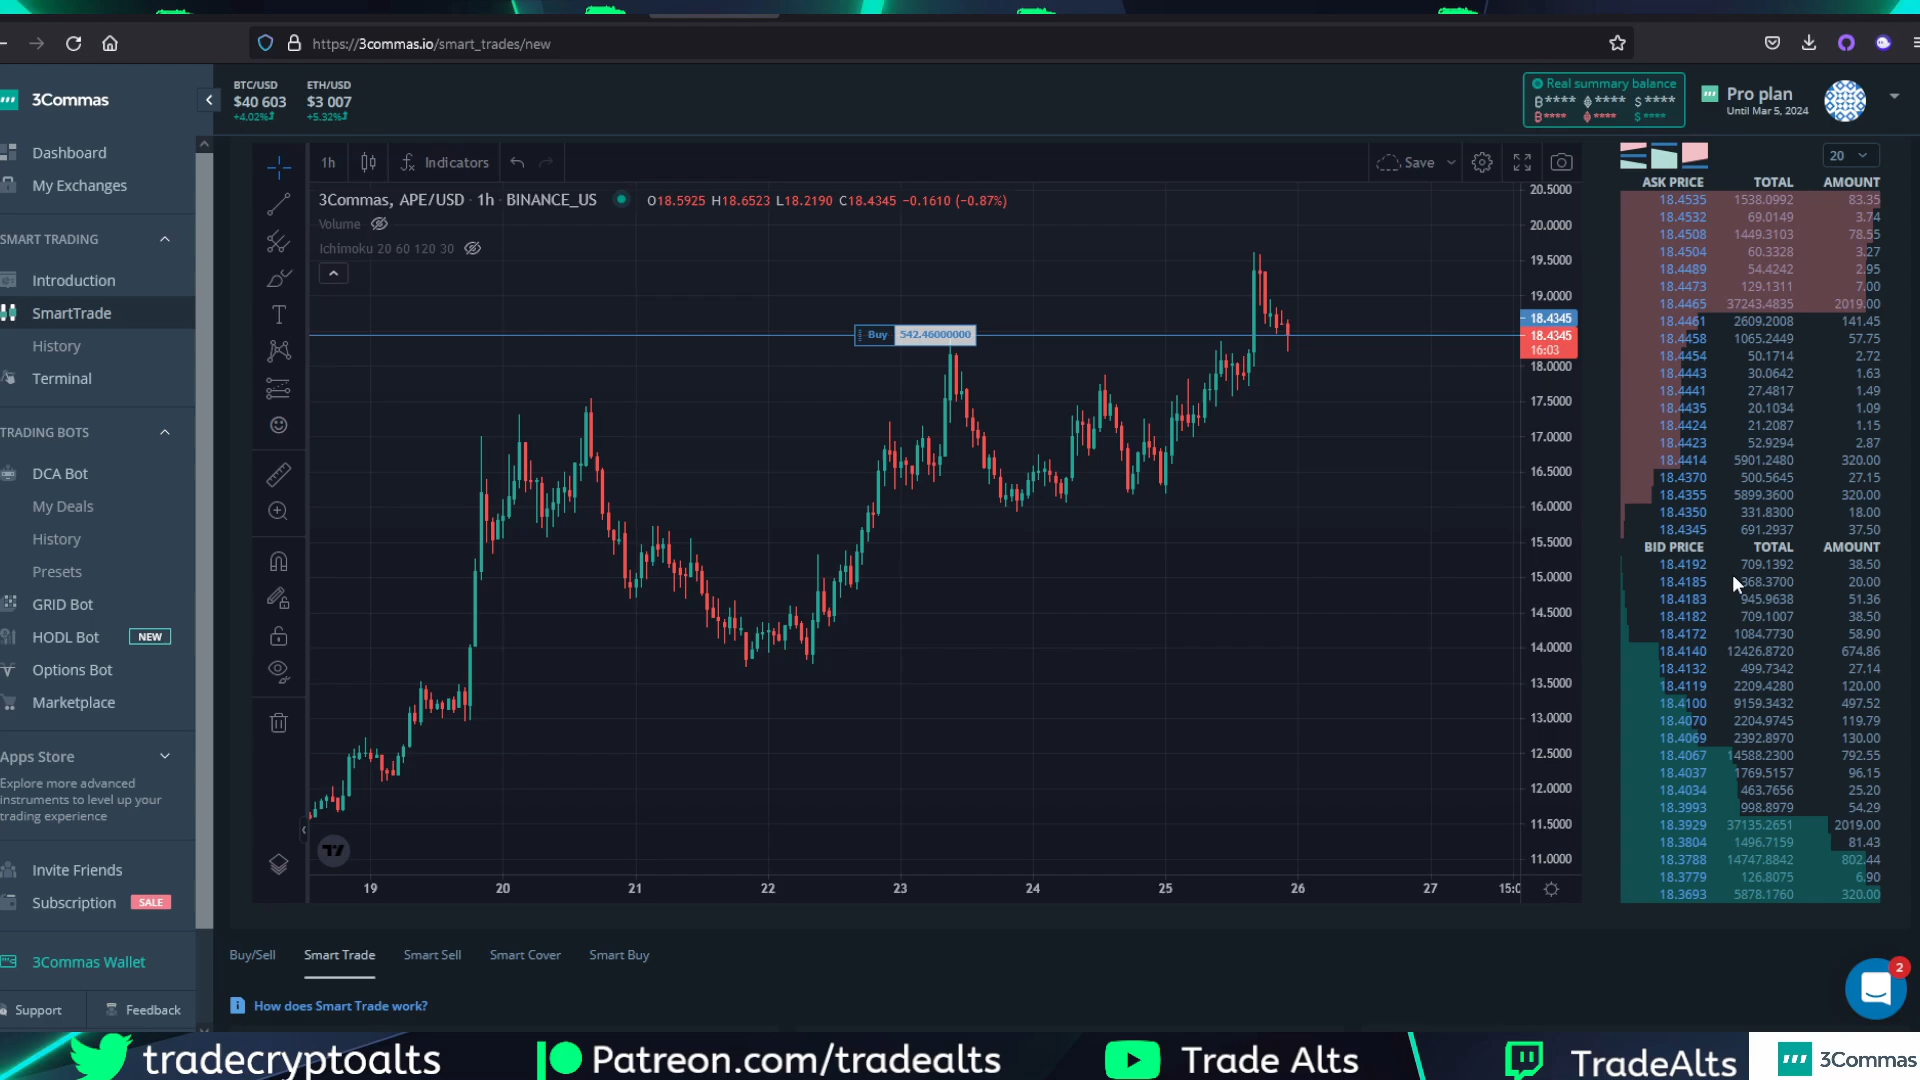 https://3commas.io/smart_trades/new
3Commas
BTC/USD ETH/USD
$40 603 $3 007
+4.02% +5.32%
Real summary balance
₿**** **** $****
₿**** **** $****
Pro plan
Until Mar 5, 2024
Dashboard
My Exchanges
SMART TRADING
Introduction
SmartTrade
History
Terminal
TRADING BOTS
DCA Bot
My Deals
History
Presets
GRID Bot
HODL Bot NEW
Options Bot
Marketplace
Apps Store
Explore more advanced
instruments to level up your
trading experience
Invite Friends
Subscription SALE
3Commas Wallet
Support Feedback
1h Indicators Save
3Commas, APE/USD · 1h · BINANCE_US O18.5925 H18.6523 L18.2190 C18.4345 −0.1610 (−0.87%)
Volume
Ichimoku 20 60 120 30
Buy 542.46000000
20.5000
20.0000
19.5000
19.0000
18.4345
18.4345
16:03
18.0000
17.5000
17.0000
16.5000
16.0000
15.5000
15.0000
14.5000
14.0000
13.5000
13.0000
12.5000
12.0000
11.5000
11.0000
19 20 21 22 23 24 25 26 27 15:0
20
ASK PRICE TOTAL AMOUNT
18.4535 1538.0992 83.35
18.4532 69.0149 3.74
18.4508 1449.3103 78.55
18.4504 60.3328 3.27
18.4489 54.4242 2.95
18.4473 129.1311 7.00
18.4465 37243.4835 2019.00
18.4461 2609.2008 141.45
18.4458 1065.2449 57.75
18.4454 50.1714 2.72
18.4443 30.0642 1.63
18.4441 27.4817 1.49
18.4435 20.1034 1.09
18.4424 21.2087 1.15
18.4423 52.9294 2.87
18.4414 5901.2480 320.00
18.4370 500.5645 27.15
18.4355 5899.3600 320.00
18.4350 331.8300 18.00
18.4345 691.2937 37.50
BID PRICE TOTAL AMOUNT
18.4192 709.1392 38.50
18.4185 368.3700 20.00
18.4183 945.9638 51.36
18.4182 709.1007 38.50
18.4172 1084.7730 58.90
18.4140 12426.8720 674.86
18.4132 499.7342 27.14
18.4119 2209.4280 120.00
18.4100 9159.3432 497.52
18.4070 2204.9745 119.79
18.4069 2392.8970 130.00
18.4067 14588.2300 792.55
18.4037 1769.5157 96.15
18.4034 463.7656 25.20
18.3993 998.8979 54.29
18.3929 37135.2651 2019.00
18.3804 1496.7159 81.43
18.3788 14747.8842 802.44
18.3779 126.8075 6.90
18.3693 5878.1760 320.00
Buy/Sell Smart Trade Smart Sell Smart Cover Smart Buy
How does Smart Trade work?
2
tradecryptoalts Patreon.com/tradealts Trade Alts TradeAlts 3Commas